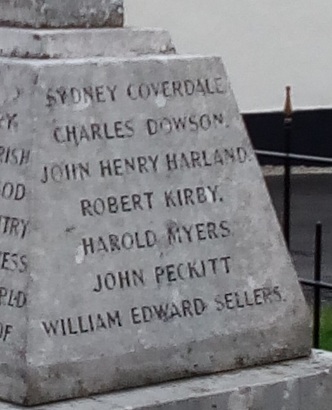 SYDNEY COVERDALE.
CHARLES DOWSON.
JOHN HENRY HARLAND.
ROBERT KIRBY.
HAROLD MYERS.
JOHN PECKITT
WILLIAM EDWARD SELLERS.